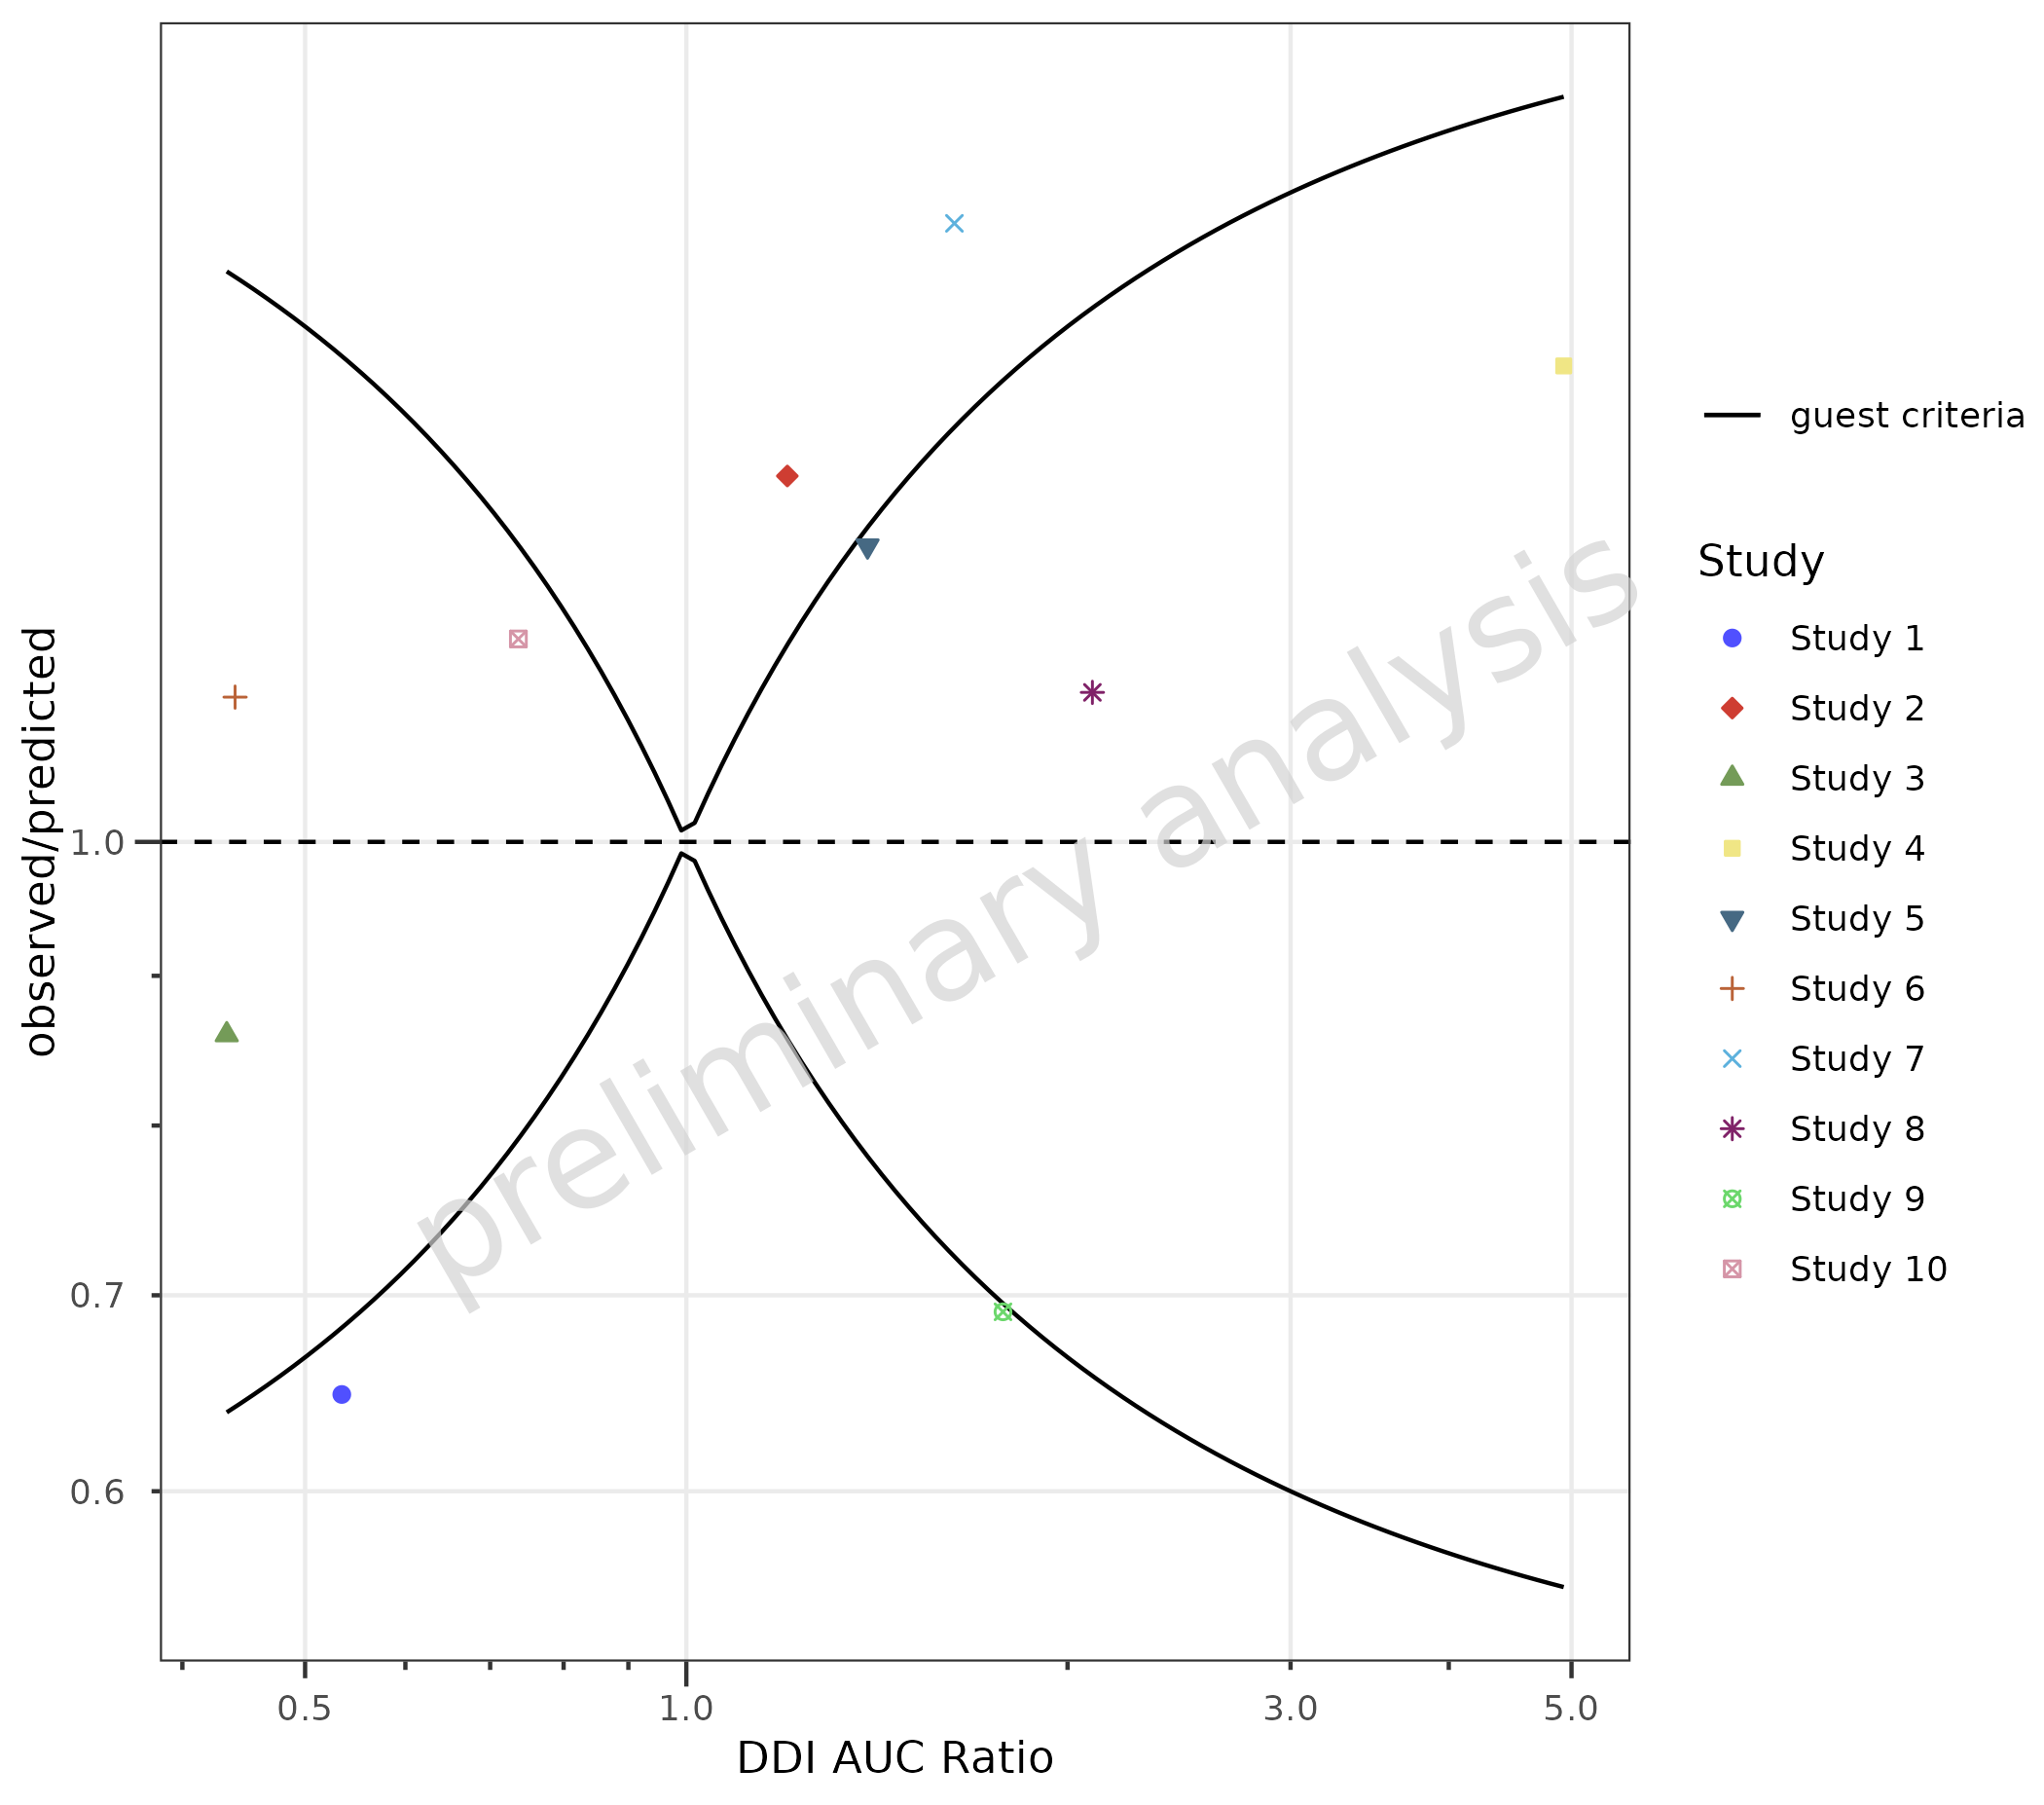 observed/predicted
1.0
0.7
0.6
0.5
1.0
3.0
5.0
DDI AUC Ratio
preliminary analysis
guest criteria
Study
Study 1
Study 2
Study 3
Study 4
Study 5
Study 6
Study 7
Study 8
Study 9
Study 10